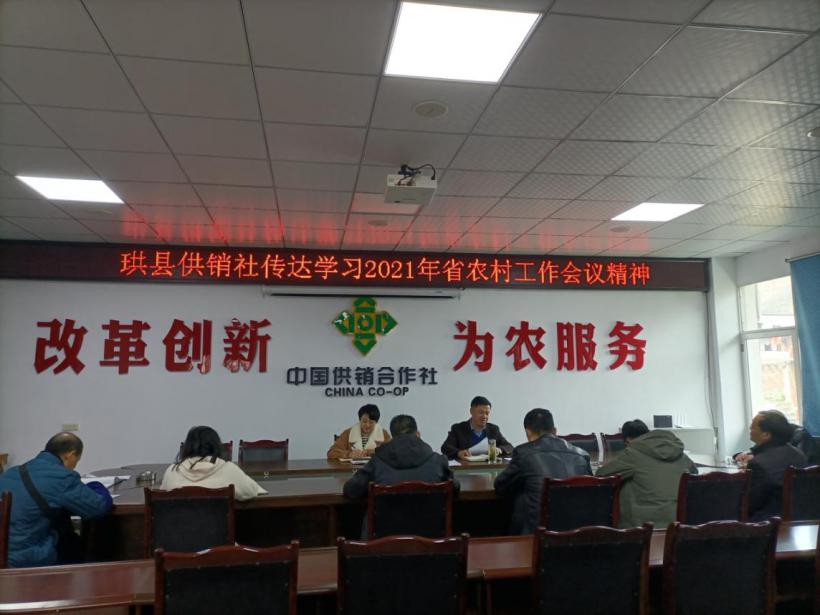 珙县供销社传达学习2021年省农村工作会议精神
改革创新 为农服务
中国供销合作社
CHINA CO-OP